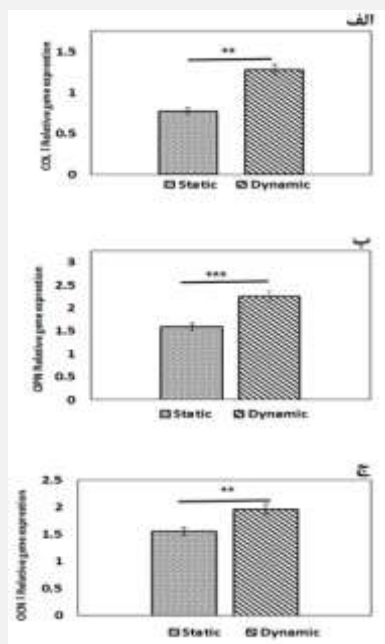 الف
COL I Relative gene expression
1.5
1
0.5
0
**
Static Dynamic
ب
OPN Relative gene expression
3
2.5
2
1.5
1
0.5
0
***
Static Dynamic
ج
OCN I Relative gene expression
2.5
2
1.5
1
0.5
0
**
Static Dynamic